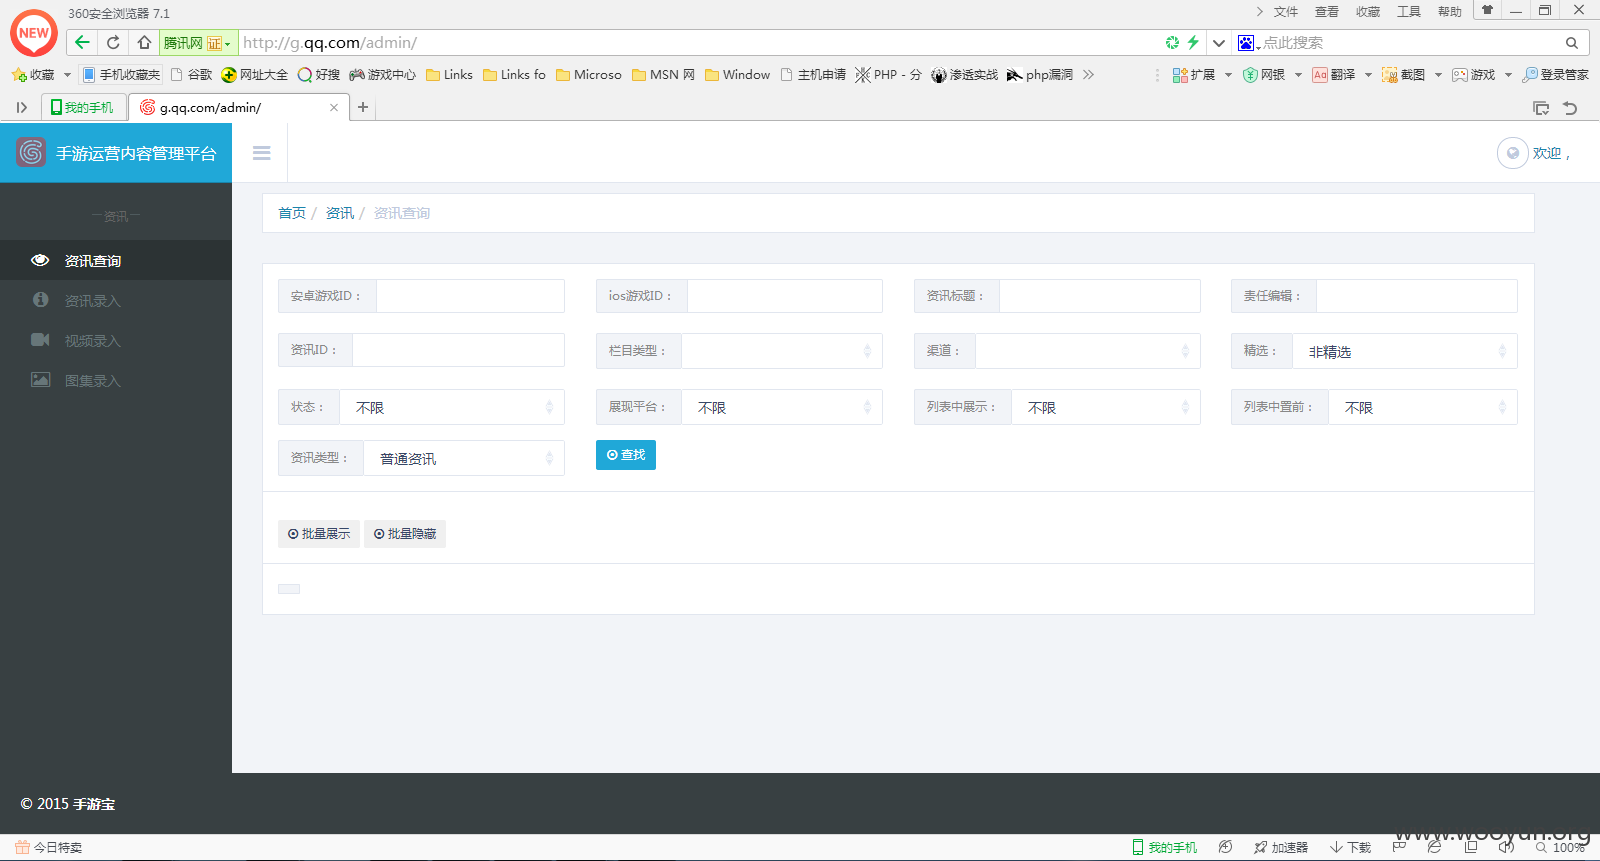 360安全浏览器 7.1
文件 查看 收藏 工具 帮助
NEW
腾讯网 证 http://g.qq.com/admin/ 点此搜索
收藏 手机收藏夹 谷歌 网址大全 好搜 游戏中心 Links Links fo Microso MSN 网 Window 主机申请 PHP - 分 渗透实战 php漏洞 扩展 网银 Aa 翻译 截图 游戏 登录管家
我的手机 g.qq.com/admin/
手游运营内容管理平台 欢迎，
资讯
首页 / 资讯 / 资讯查询
资讯查询
资讯录入
视频录入
图集录入
安卓游戏ID： ios游戏ID： 资讯标题： 责任编辑：
资讯ID： 栏目类型： 渠道： 精选： 非精选
状态： 不限 展现平台： 不限 列表中展示： 不限 列表中置前： 不限
资讯类型： 普通资讯 查找
批量展示 批量隐藏
© 2015 手游宝
www.wooyun.org
今日特卖 我的手机 加速器 下载 100%